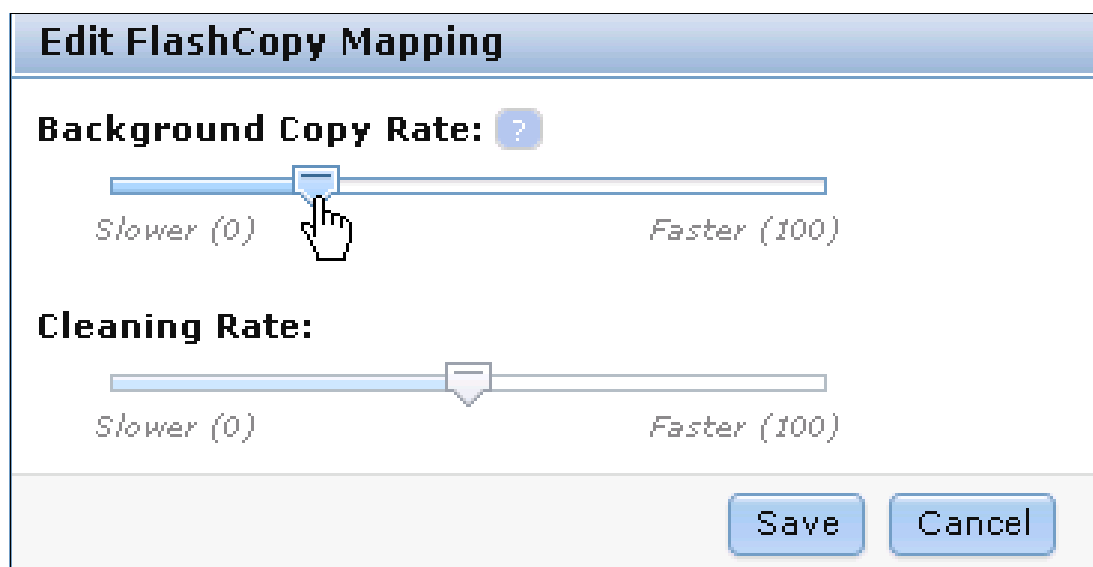 Edit FlashCopy Mapping
Background Copy Rate: ?
Slower (0) Faster (100)
Cleaning Rate:
Slower (0) Faster (100)
Save Cancel